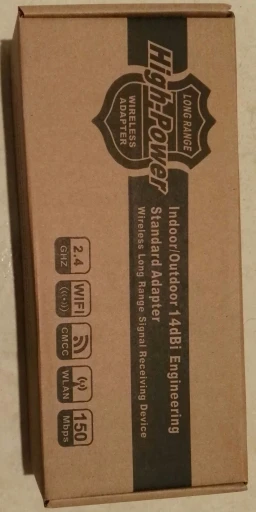 LONG RANGE
High-Power
WIRELESS
ADAPTER
Indoor/Outdoor 14dBi Engineering
Standard Adapter
Wireless Long Range Signal Receiving Device
2.4
GHZ
WIFI
CMCC
WLAN
150
Mbps